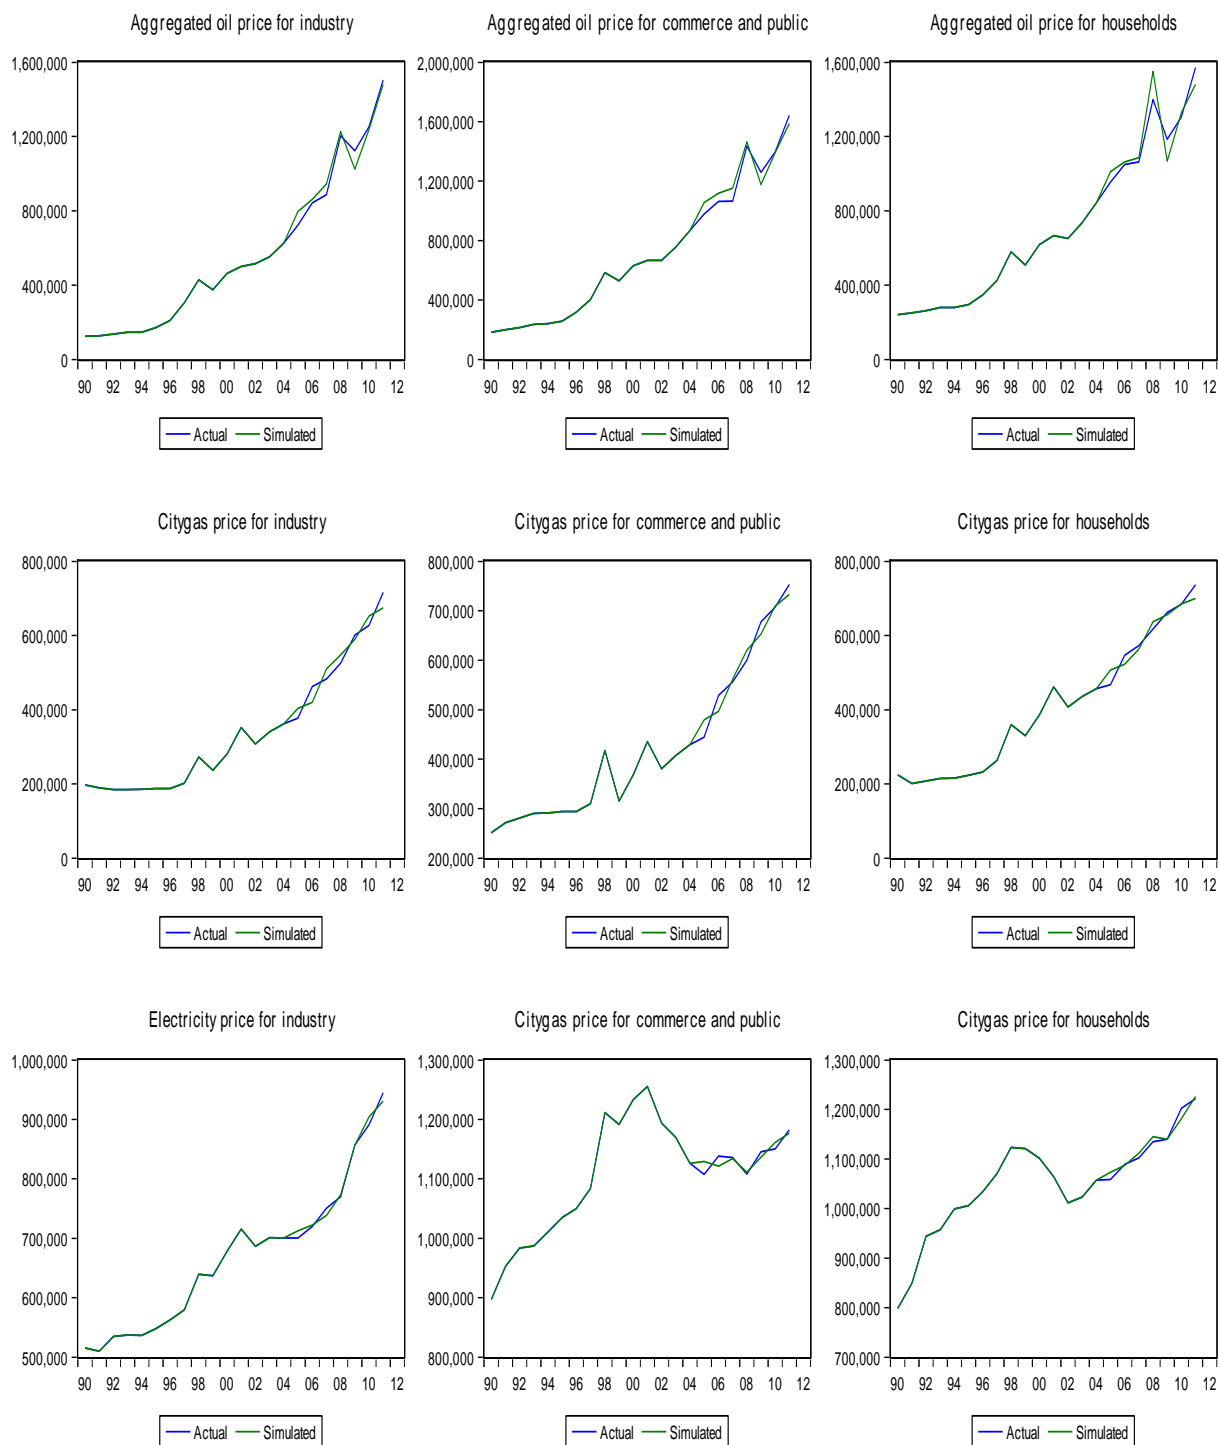 Aggregated oil price for industry
1,600,000
1,200,000
800,000
400,000
0
90 92 94 96 98 00 02 04 06 08 10 12
Actual Simulated
Aggregated oil price for commerce and public
2,000,000
1,600,000
1,200,000
800,000
400,000
0
90 92 94 96 98 00 02 04 06 08 10 12
Actual Simulated
Aggregated oil price for households
1,600,000
1,200,000
800,000
400,000
0
90 92 94 96 98 00 02 04 06 08 10 12
Actual Simulated
Citygas price for industry
800,000
600,000
400,000
200,000
0
90 92 94 96 98 00 02 04 06 08 10 12
Actual Simulated
Citygas price for commerce and public
800,000
700,000
600,000
500,000
400,000
300,000
200,000
90 92 94 96 98 00 02 04 06 08 10 12
Actual Simulated
Citygas price for households
800,000
600,000
400,000
200,000
0
90 92 94 96 98 00 02 04 06 08 10 12
Actual Simulated
Electricity price for industry
1,000,000
900,000
800,000
700,000
600,000
500,000
90 92 94 96 98 00 02 04 06 08 10 12
Actual Simulated
Citygas price for commerce and public
1,300,000
1,200,000
1,100,000
1,000,000
900,000
800,000
90 92 94 96 98 00 02 04 06 08 10 12
Actual Simulated
Citygas price for households
1,300,000
1,200,000
1,100,000
1,000,000
900,000
800,000
700,000
90 92 94 96 98 00 02 04 06 08 10 12
Actual Simulated